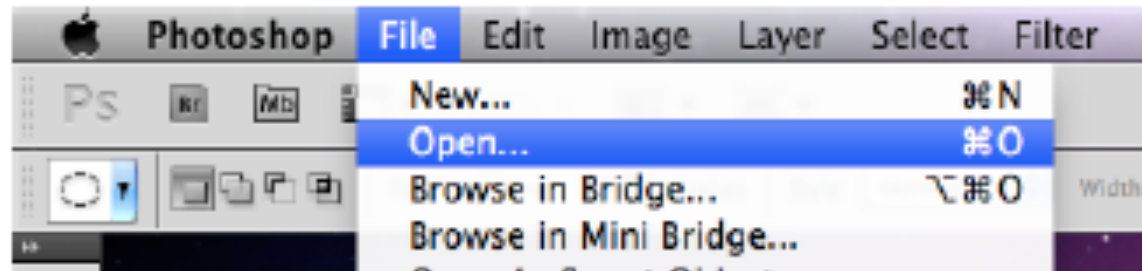 Photoshop File Edit Image Layer Select Filter
Ps Br Mb
New... ⌘N
Open... ⌘O
Browse in Bridge... ⌥⌘O
Width
Browse in Mini Bridge...